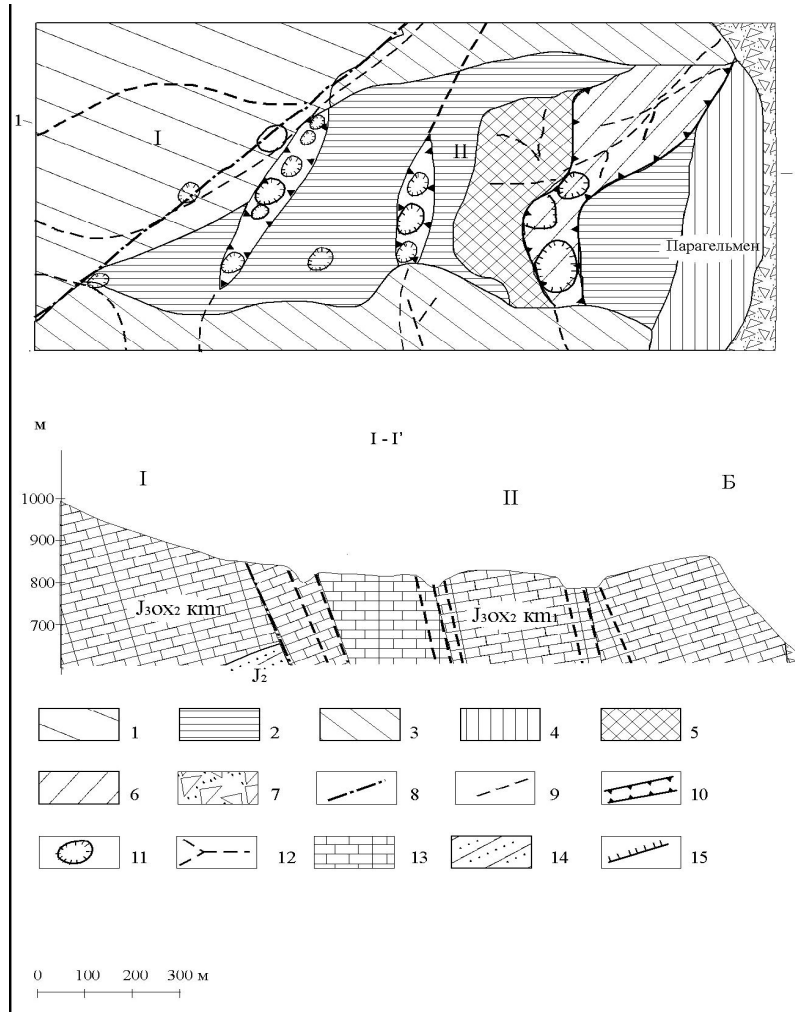 1
I
II
Парагельмен
м
I - I'
I
II
Б
1000
900
800
700
J₃ox₂ km₁
J₃ox₂ km₁
J₂
1 2 3 4 5
6 7 8 9 10
11 12 13 14 15
0 100 200 300 м